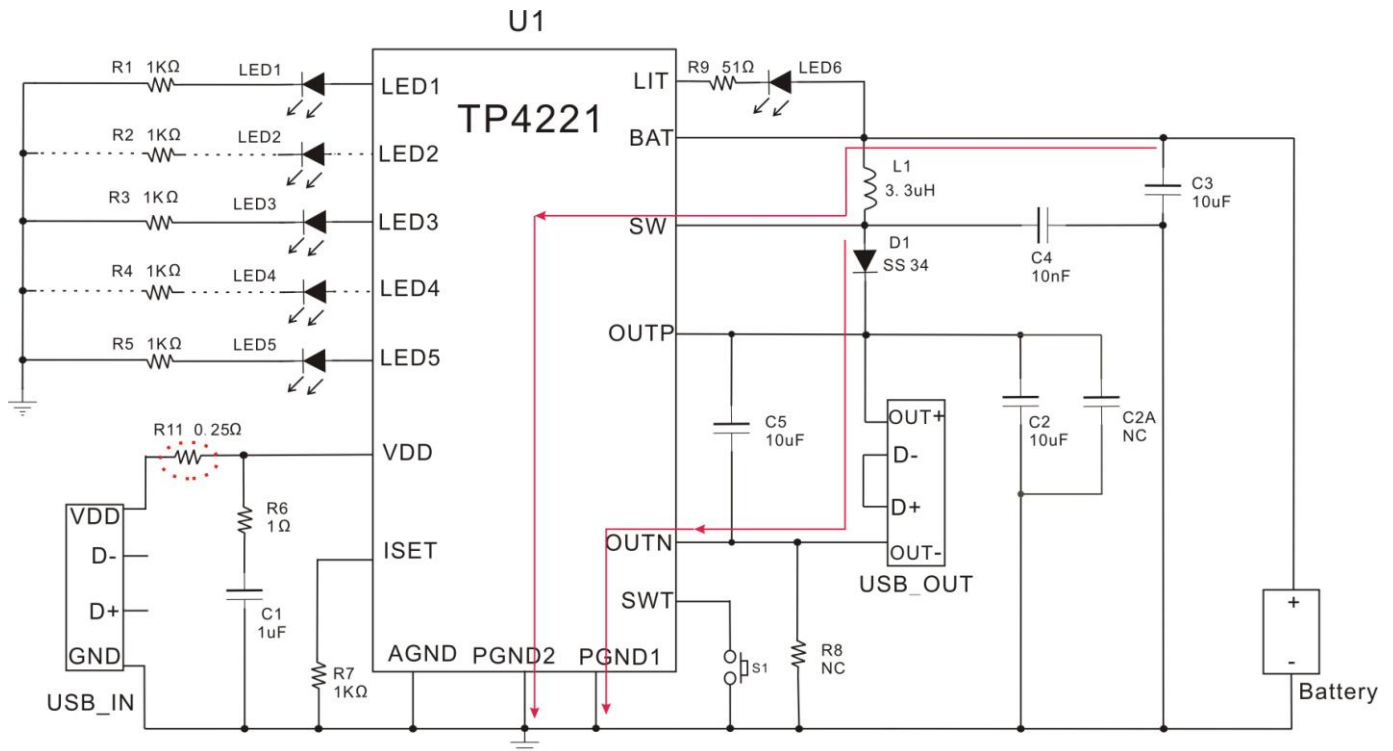 U1
TP4221
R1 1KΩ LED1
LED1
R2 1KΩ LED2
LED2
R3 1KΩ LED3
LED3
R4 1KΩ LED4
LED4
R5 1KΩ LED5
LED5
R11 0.25Ω
VDD
R6
1Ω
C1
1uF
ISET
R7
1KΩ
VDD
D-
D+
GND
USB_IN
AGND
PGND2
PGND1
LIT
R9 51Ω LED6
BAT
L1
3.3uH
C3
10uF
SW
D1
SS34
C4
10nF
OUTP
C5
10uF
OUT+
D-
D+
OUT-
USB_OUT
C2
10uF
C2A
NC
OUTN
SWT
S1
R8
NC
+
-
Battery